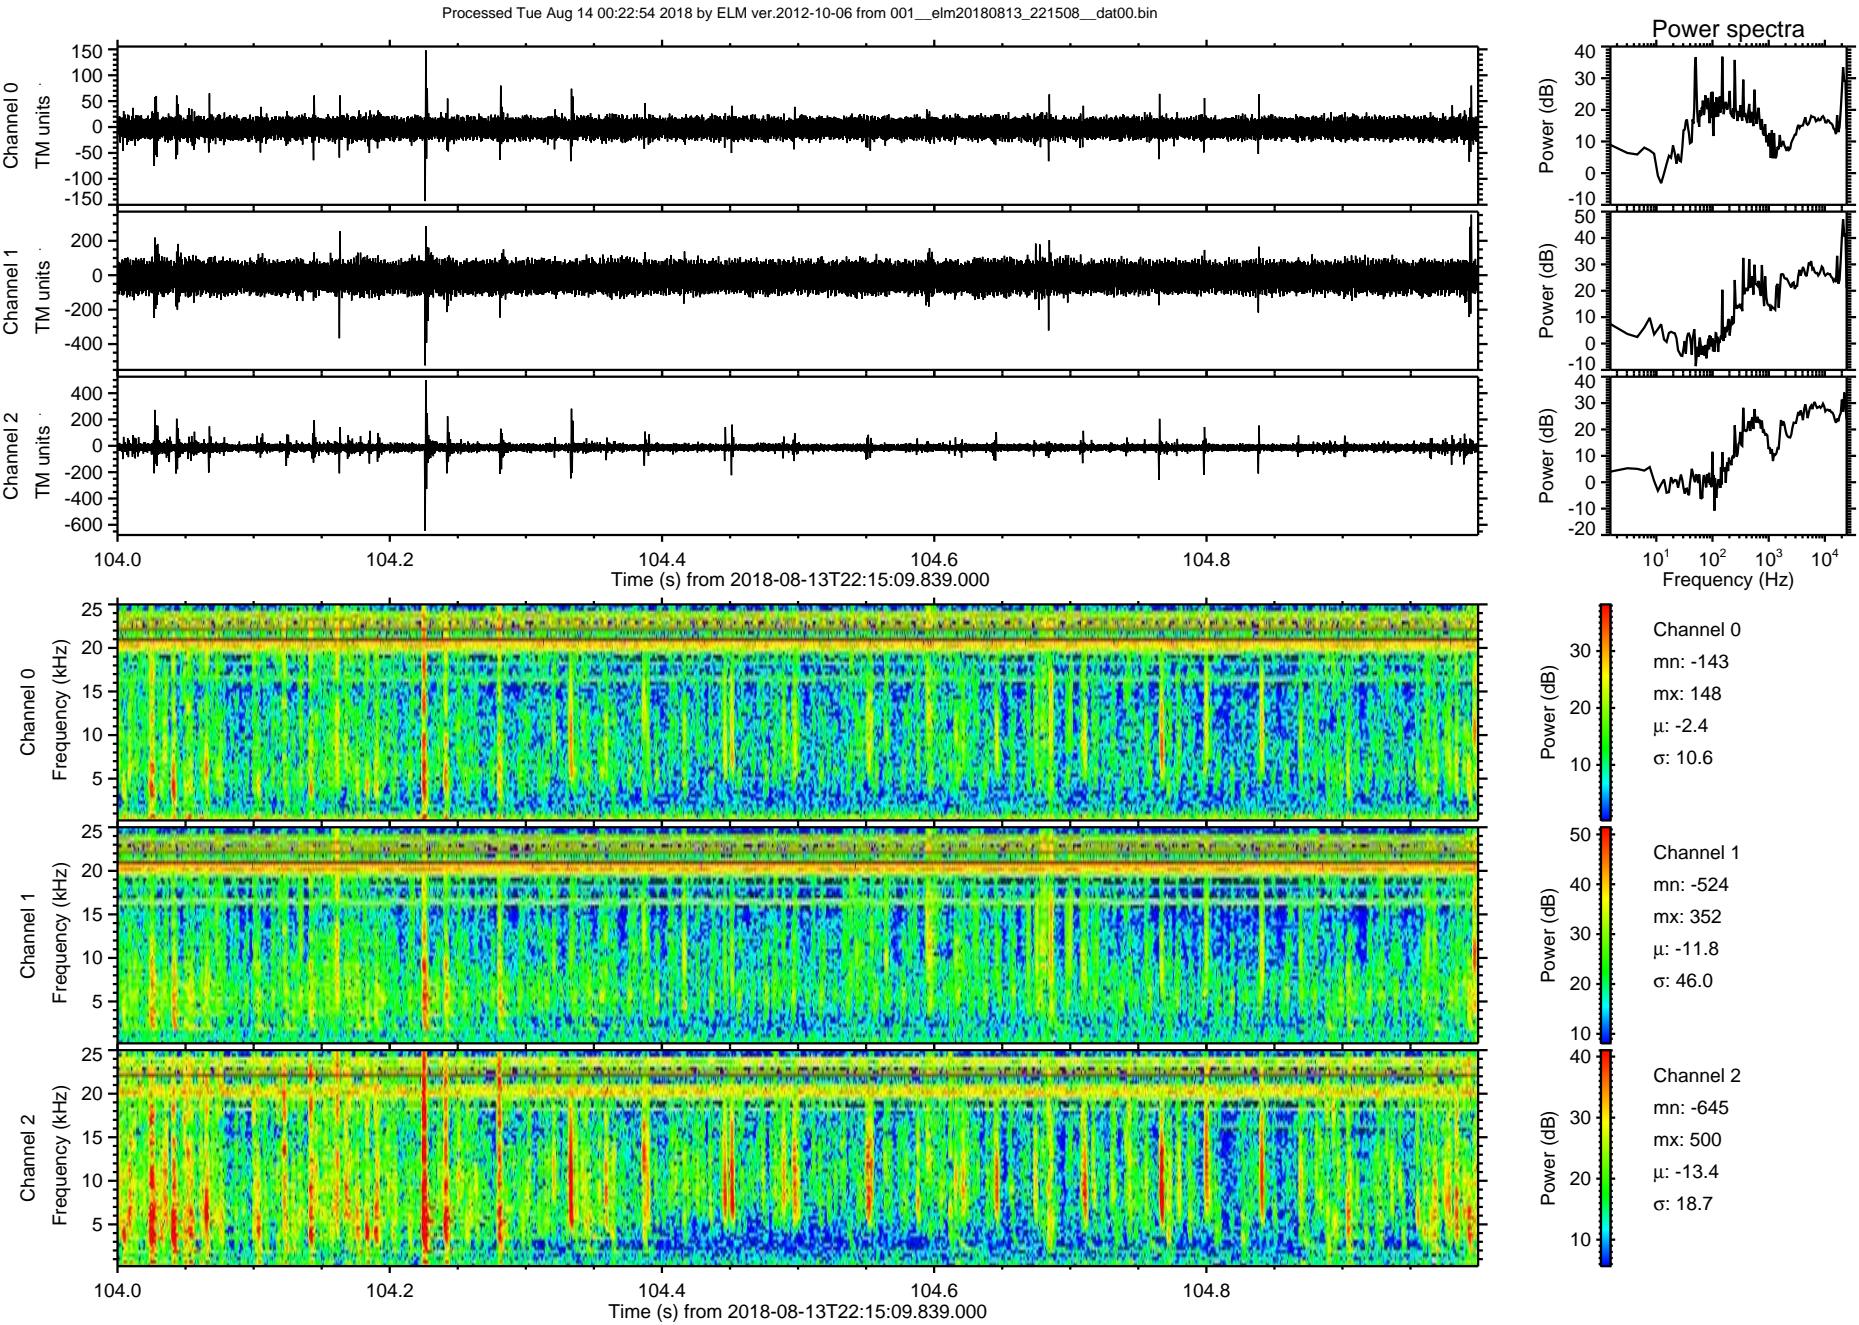 Processed Tue Aug 14 00:22:54 2018 by ELM ver.2012-10-06 from 001__elm20180813_221508__dat00.bin
Power spectra
Channel 0
TM units
150
100
50
0
-50
-100
-150
Power (dB)
40
30
20
10
0
-10
Channel 1
TM units
200
0
-200
-400
Power (dB)
50
40
30
20
10
0
-10
Channel 2
TM units
400
200
0
-200
-400
-600
Power (dB)
40
30
20
10
0
-10
-20
104.0 104.2 104.4 104.6 104.8
Time (s) from 2018-08-13T22:15:09.839.000
10¹ 10² 10³ 10⁴
Frequency (Hz)
Channel 0
Frequency (kHz)
25
20
15
10
5
Power (dB)
30
20
10
Channel 0
mn: -143
mx: 148
µ: -2.4
σ: 10.6
Channel 1
Frequency (kHz)
25
20
15
10
5
Power (dB)
50
40
30
20
10
Channel 1
mn: -524
mx: 352
µ: -11.8
σ: 46.0
Channel 2
Frequency (kHz)
25
20
15
10
5
Power (dB)
40
30
20
10
Channel 2
mn: -645
mx: 500
µ: -13.4
σ: 18.7
104.0 104.2 104.4 104.6 104.8
Time (s) from 2018-08-13T22:15:09.839.000